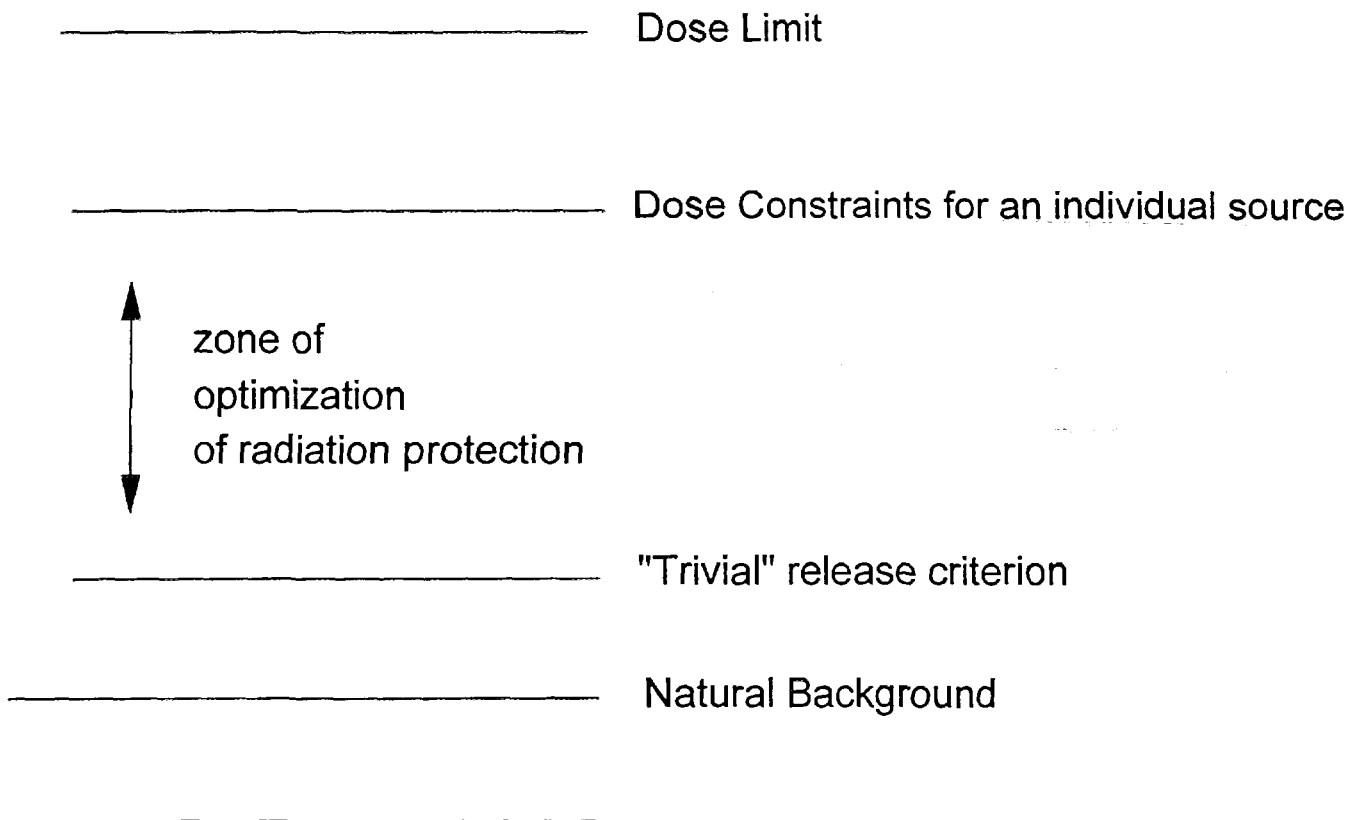 Dose Limit
Dose Constraints for an individual source
zone of
optimization
of radiation protection
"Trivial" release criterion
Natural Background